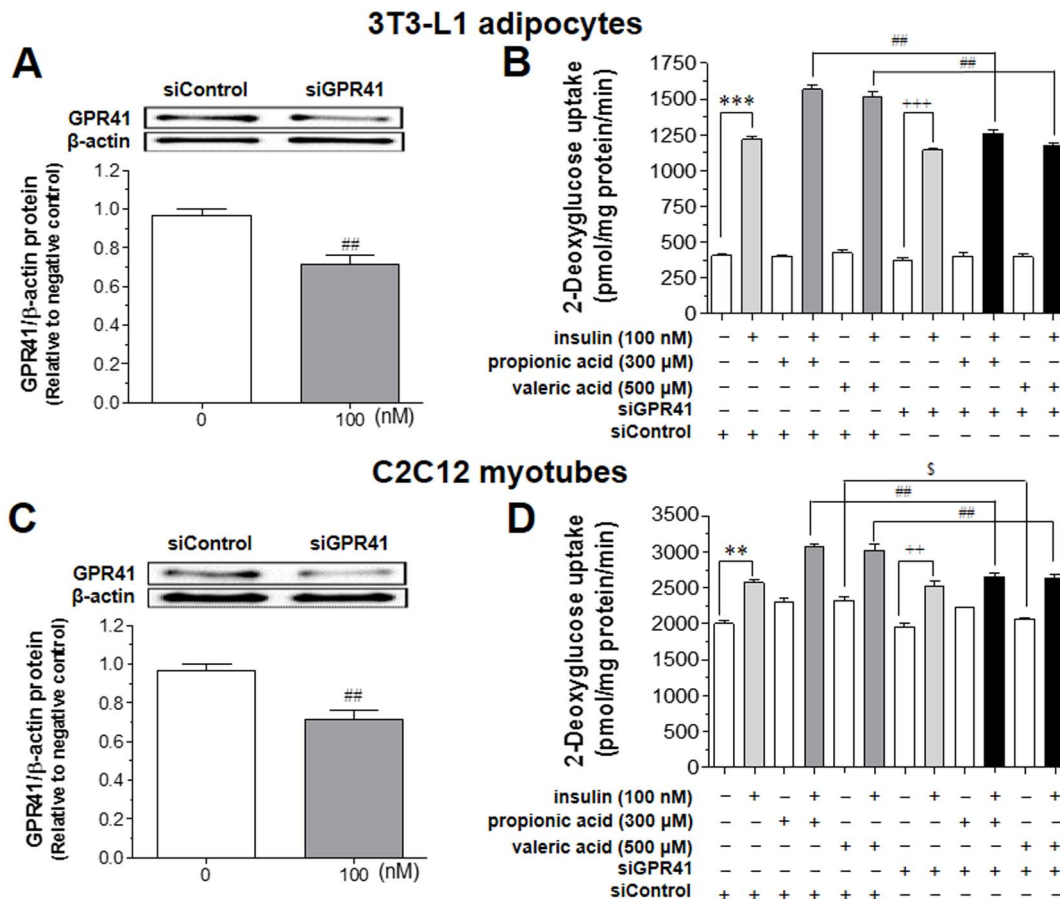 3T3-L1 adipocytes
A
siControl siGPR41
GPR41
β-actin
GPR41/β-actin protein
(Relative to negative control)
1.2
1.0
0.8
0.6
0.4
0.2
0.0
##
0 100 (nM)
B
2-Deoxyglucose uptake
(pmol/mg protein/min)
1750
1500
1250
1000
750
500
250
0
***
##
##
+++
insulin (100 nM) – + – + – + – + – + – +
propionic acid (300 µM) – – + + – – – – + + – –
valeric acid (500 µM) – – – – + + – – – – + +
siGPR41 – – – – – – + + + + + +
siControl + + + + + + – – – – – –
C2C12 myotubes
C
siControl siGPR41
GPR41
β-actin
GPR41/β-actin protein
(Relative to negative control)
1.2
1.0
0.8
0.6
0.4
0.2
0.0
##
0 100 (nM)
D
2-Deoxyglucose uptake
(pmol/mg protein/min)
3500
3000
2500
2000
1500
1000
500
0
$
##
##
**
++
insulin (100 nM) – + – + – + – + – + – +
propionic acid (300 µM) – – + + – – – – + + – –
valeric acid (500 µM) – – – – + + – – – – + +
siGPR41 – – – – – – + + + + + +
siControl + + + + + + – – – – – –